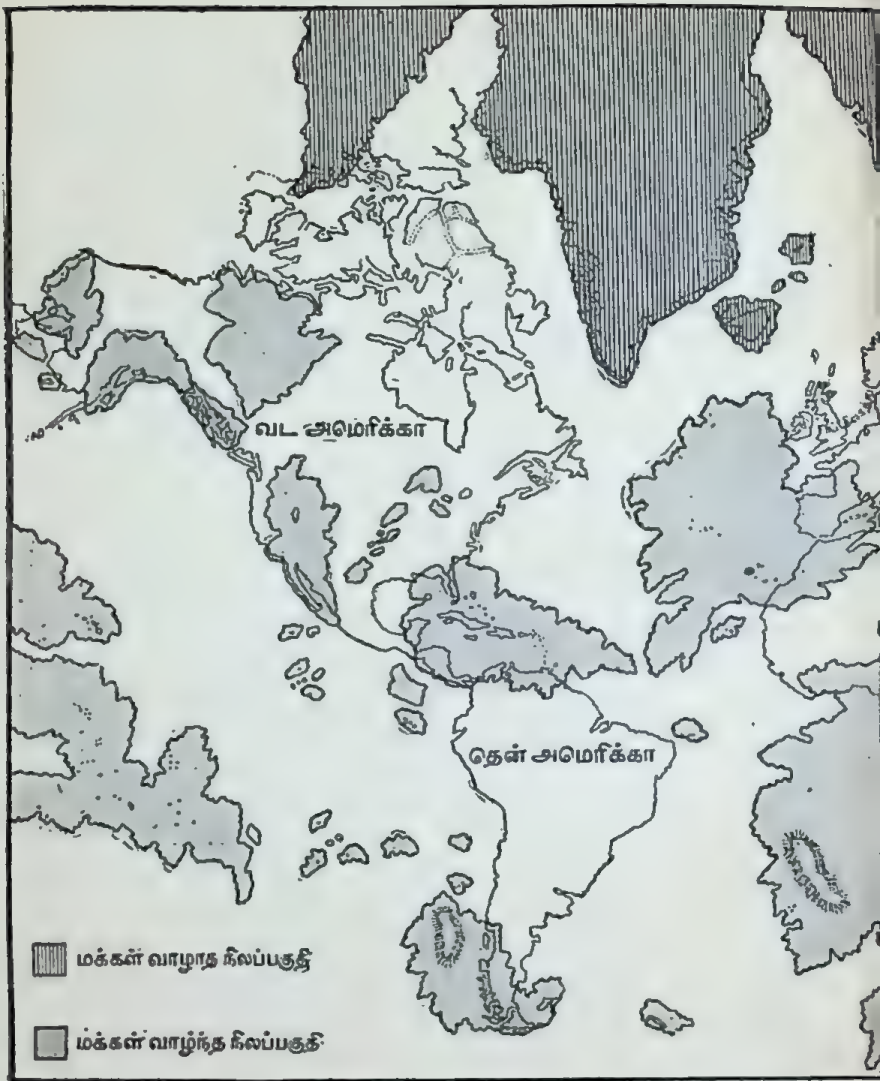 வட அமெரிக்கா
தென் அமெரிக்கா
மக்கள் வாழாத நிலப்பகுதி
மக்கள் வாழ்ந்த நிலப்பகுதி